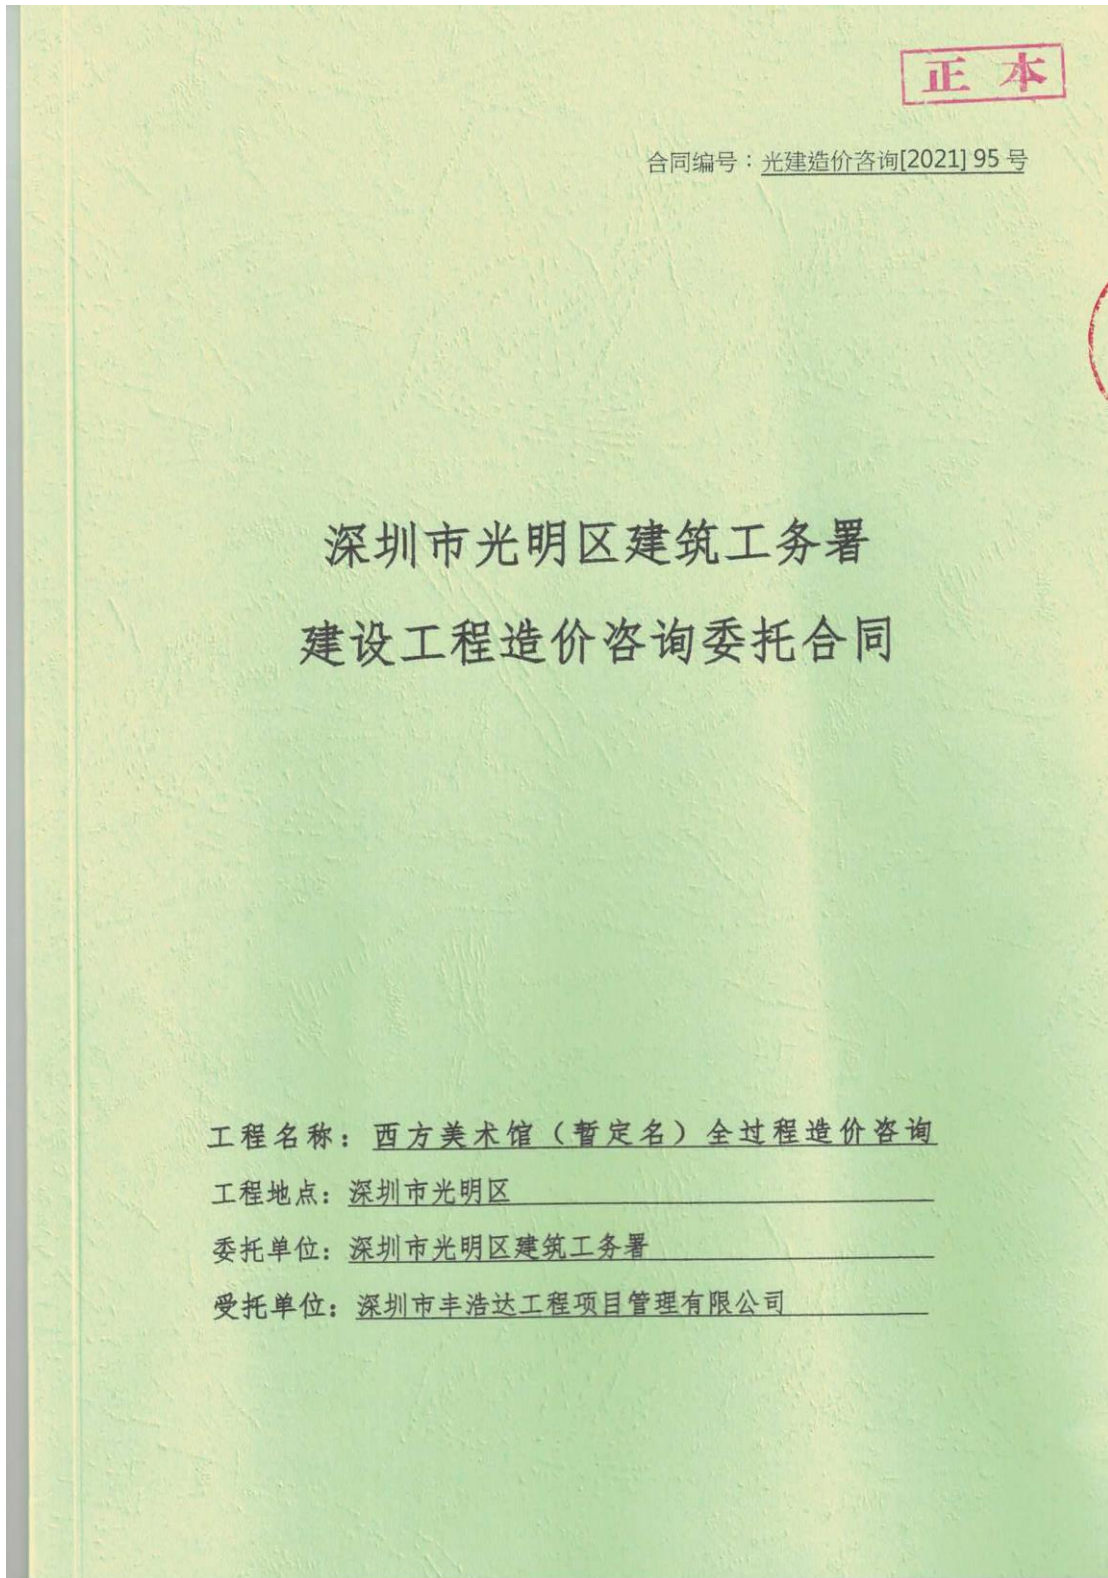 正本
合同编号：光建造价咨询[2021] 95 号
深圳市光明区建筑工务署
建设工程造价咨询委托合同
工程名称：西方美术馆（暂定名）全过程造价咨询
工程地点：深圳市光明区
委托单位：深圳市光明区建筑工务署
受托单位：深圳市丰浩达工程项目管理有限公司